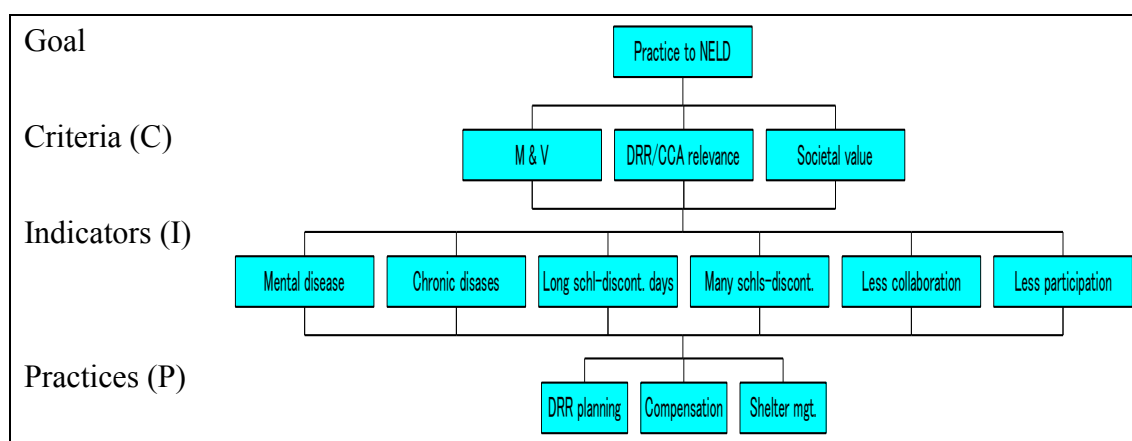 Goal
Practice to NELD
Criteria (C)
M & V
DRR/CCA relevance
Societal value
Indicators (I)
Mental disease
Chronic disases
Long schl-discont. days
Many schls-discont.
Less collaboration
Less participation
Practices (P)
DRR planning
Compensation
Shelter mgt.